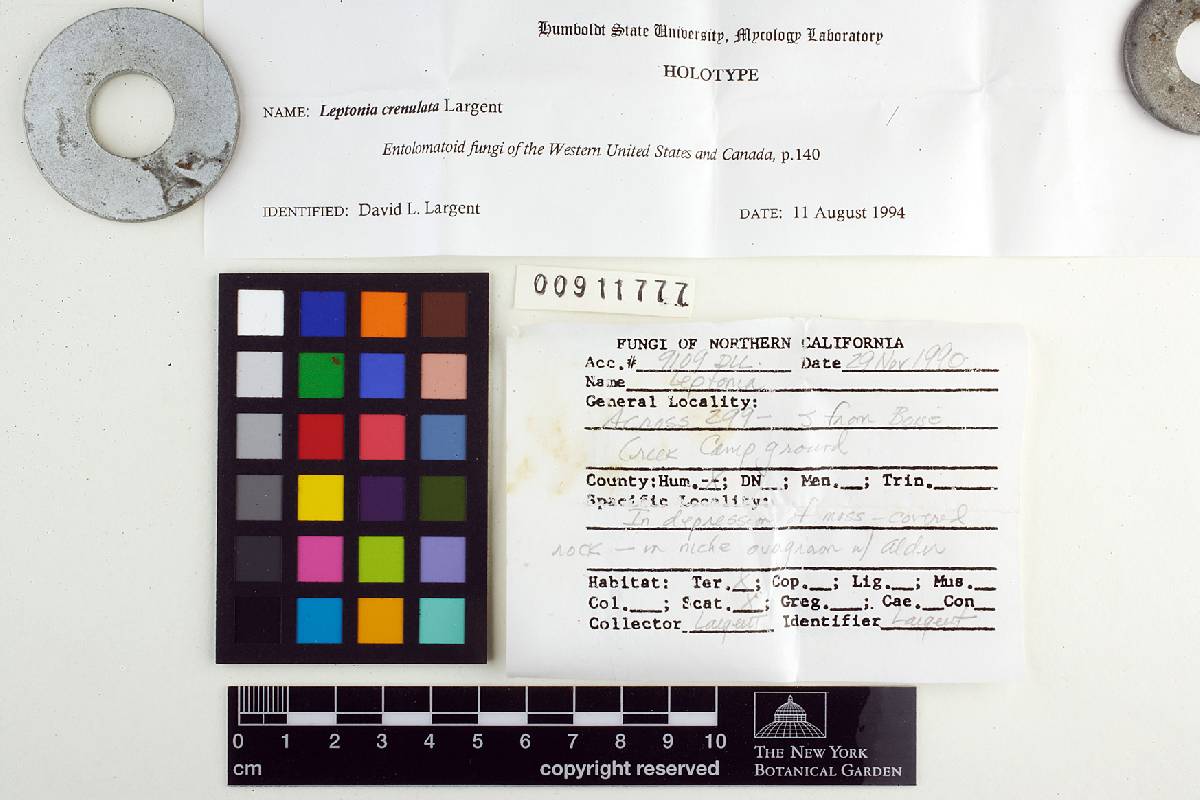 Humboldt State University, Mycology Laboratory
HOLOTYPE
NAME: Leptonia crenulata Largent
Entolomatoid fungi of the Western United States and Canada, p.140
IDENTIFIED: David L. Largent
DATE: 11 August 1994
00911777
FUNGI OF NORTHERN CALIFORNIA
Acc.# 9109 DLL Date 29 Nov 1990
Name Leptonia
General Locality:
Across 299 - from
Creek Campground
County:Hum.__; DN__; Men.__; Trin.____
Specific Locality:
In depression of moss-covered
rock - in niche w/ alder
Habitat: Ter.X; Cop.__; Lig.__; Mus.__
Col.___; Scat.X; Greg.___; Cae.__Con__
Collector Largent Identifier Largent
0 1 2 3 4 5 6 7 8 9 10
cm copyright reserved
THE NEW YORK
BOTANICAL GARDEN